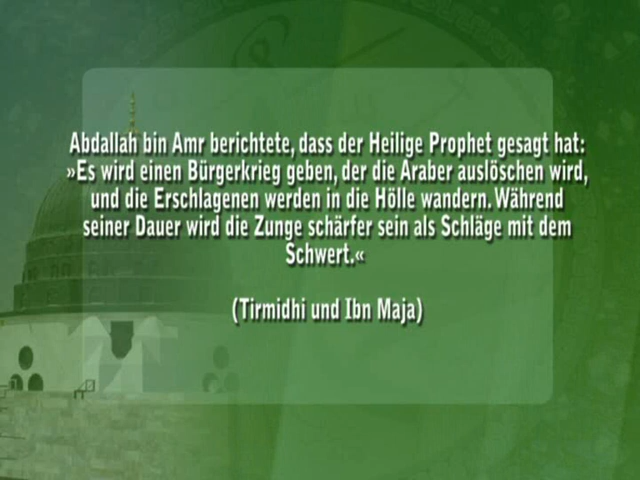 Abdallah bin Amr berichtete, dass der Heilige Prophet gesagt hat:
»Es wird einen Bürgerkrieg geben, der die Araber auslöschen wird,
und die Erschlagenen werden in die Hölle wandern. Während
seiner Dauer wird die Zunge schärfer sein als Schläge mit dem
Schwert.«
(Tirmidhi und Ibn Maja)